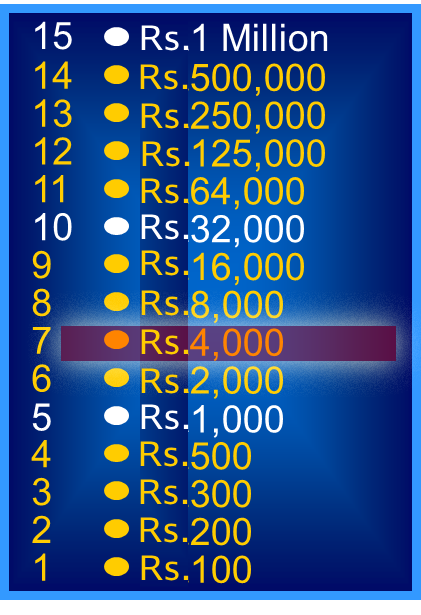 15 Rs.1 Million
14 Rs.500,000
13 Rs.250,000
12 Rs.125,000
11 Rs.64,000
10 Rs.32,000
9 Rs.16,000
8 Rs.8,000
7 Rs.4,000
6 Rs.2,000
5 Rs.1,000
4 Rs.500
3 Rs.300
2 Rs.200
1 Rs.100